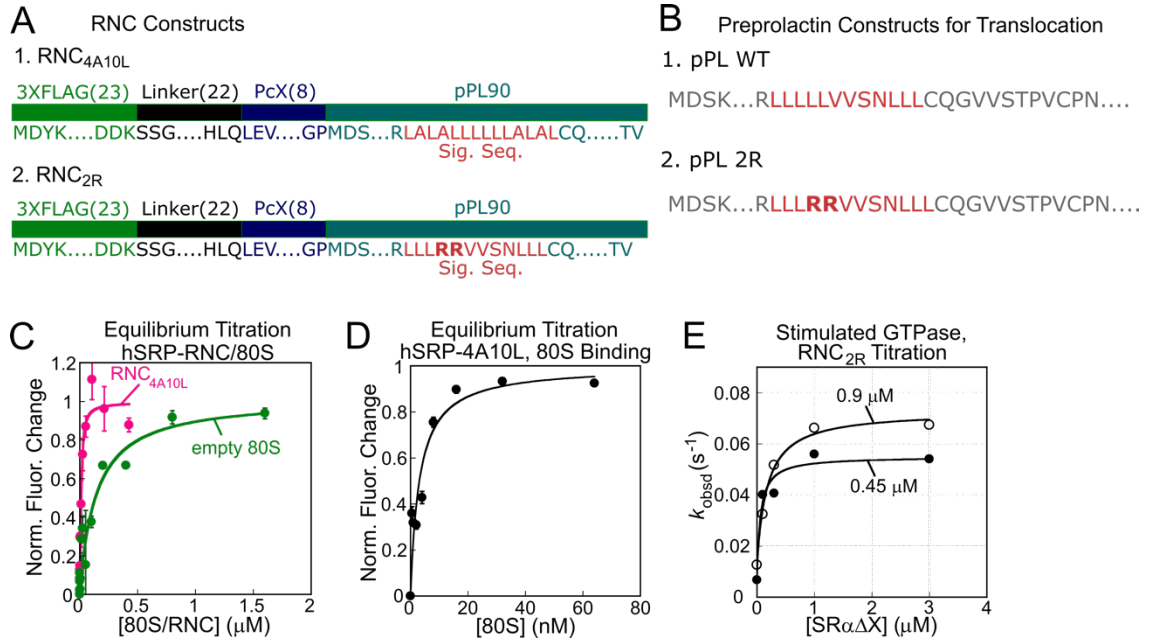 A RNC Constructs
1. RNC4A10L
3XFLAG(23) Linker(22) PcX(8) pPL90
MDYK....DDKSSG....HLQLEV....GPMDS...RLALALLLLLLALALCQ.....TV
Sig. Seq.
2. RNC2R
3XFLAG(23) Linker(22) PcX(8) pPL90
MDYK....DDKSSG....HLQLEV....GPMDS...RLLLRRVVSNLLLCQ.....TV
Sig. Seq.
B Preprolactin Constructs for Translocation
1. pPL WT
MDSK...RLLLLLVVSNLLLCQGVVSTPVCPN....
2. pPL 2R
MDSK...RLLLRRVVSNLLLCQGVVSTPVCPN....
C Equilibrium Titration
hSRP-RNC/80S
Norm. Fluor. Change
1.2
1
0.8
0.6
0.4
0.2
0
RNC4A10L
empty 80S
0 0.5 1 1.5 2
[80S/RNC] (μM)
D Equilibrium Titration
hSRP-4A10L, 80S Binding
Norm. Fluor. Change
1
0.8
0.6
0.4
0.2
0
0 20 40 60 80
[80S] (nM)
E Stimulated GTPase,
RNC2R Titration
kobsd (s-1)
0.08
0.06
0.04
0.02
0
0.9 μM
0.45 μM
0 1 2 3 4
[SRαΔX] (μM)